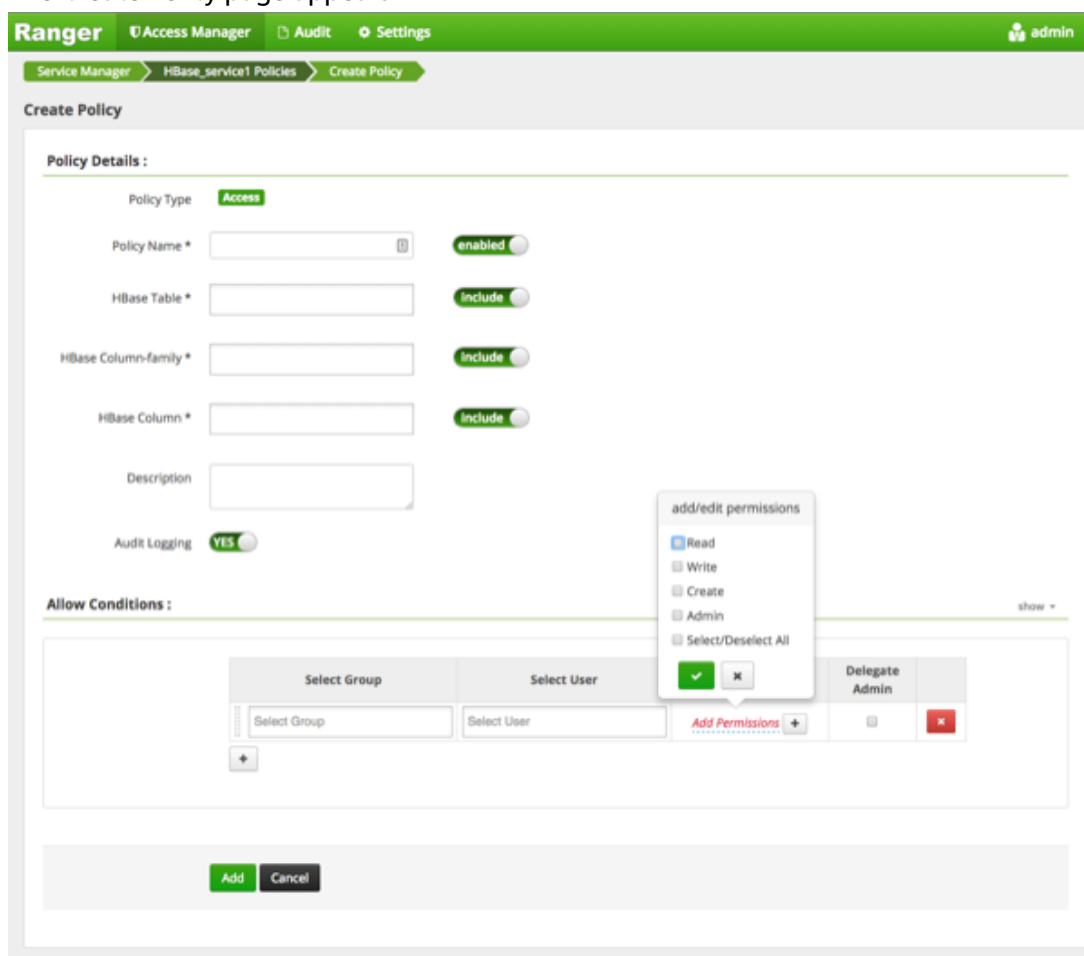 Ranger Access Manager Audit Settings admin
Service Manager HBase_service1 Policies Create Policy
Create Policy
Policy Details :
Policy Type Access
Policy Name * enabled
HBase Table * include
HBase Column-family * include
HBase Column * include
Description
add/edit permissions
Audit Logging YES
Read
Write
Create
Admin
Select/Deselect All
Allow Conditions : show
Select Group Select User Delegate Admin
Select Group Select User Add Permissions +
+
Add Cancel